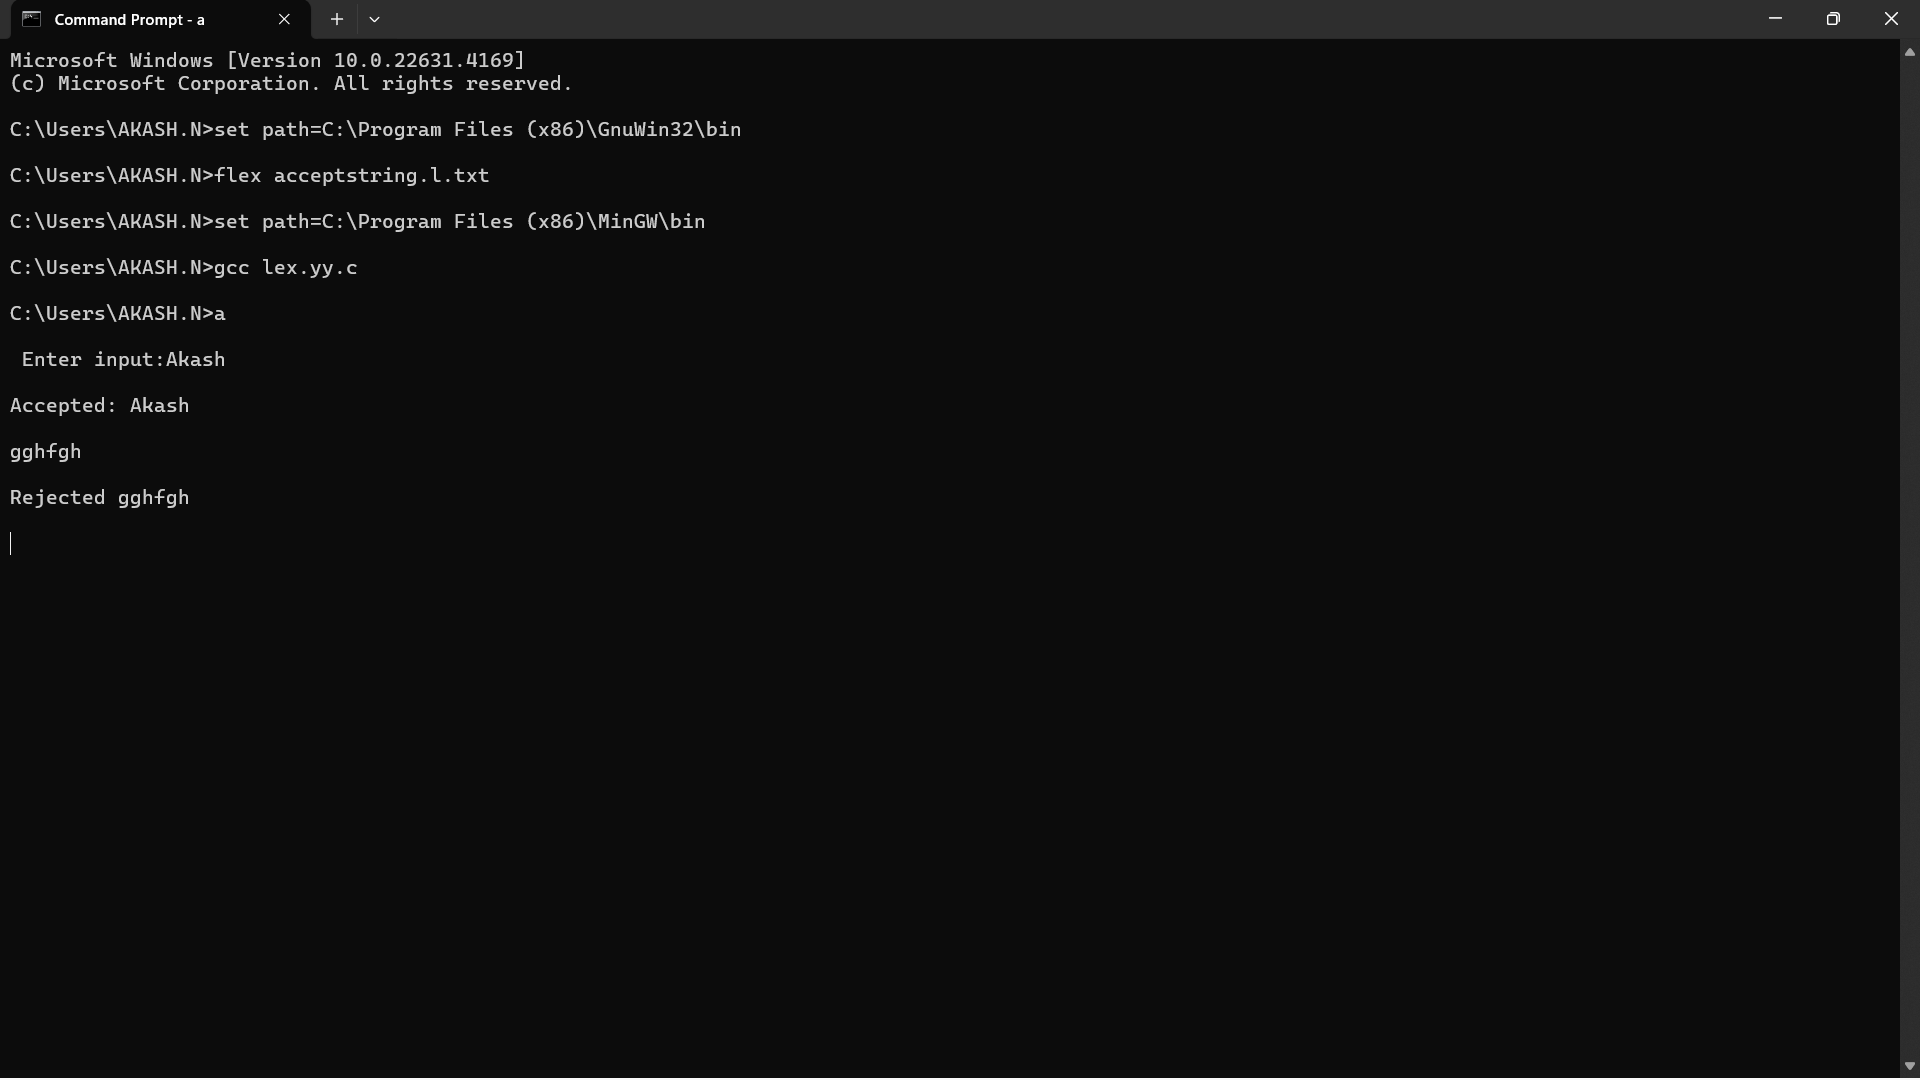 Command Prompt - a
Microsoft Windows [Version 10.0.22631.4169]
(c) Microsoft Corporation. All rights reserved.
C:\Users\AKASH.N>set path=C:\Program Files (x86)\GnuWin32\bin
C:\Users\AKASH.N>flex acceptstring.l.txt
C:\Users\AKASH.N>set path=C:\Program Files (x86)\MinGW\bin
C:\Users\AKASH.N>gcc lex.yy.c
C:\Users\AKASH.N>a
 Enter input:Akash
Accepted: Akash
gghfgh
Rejected gghfgh